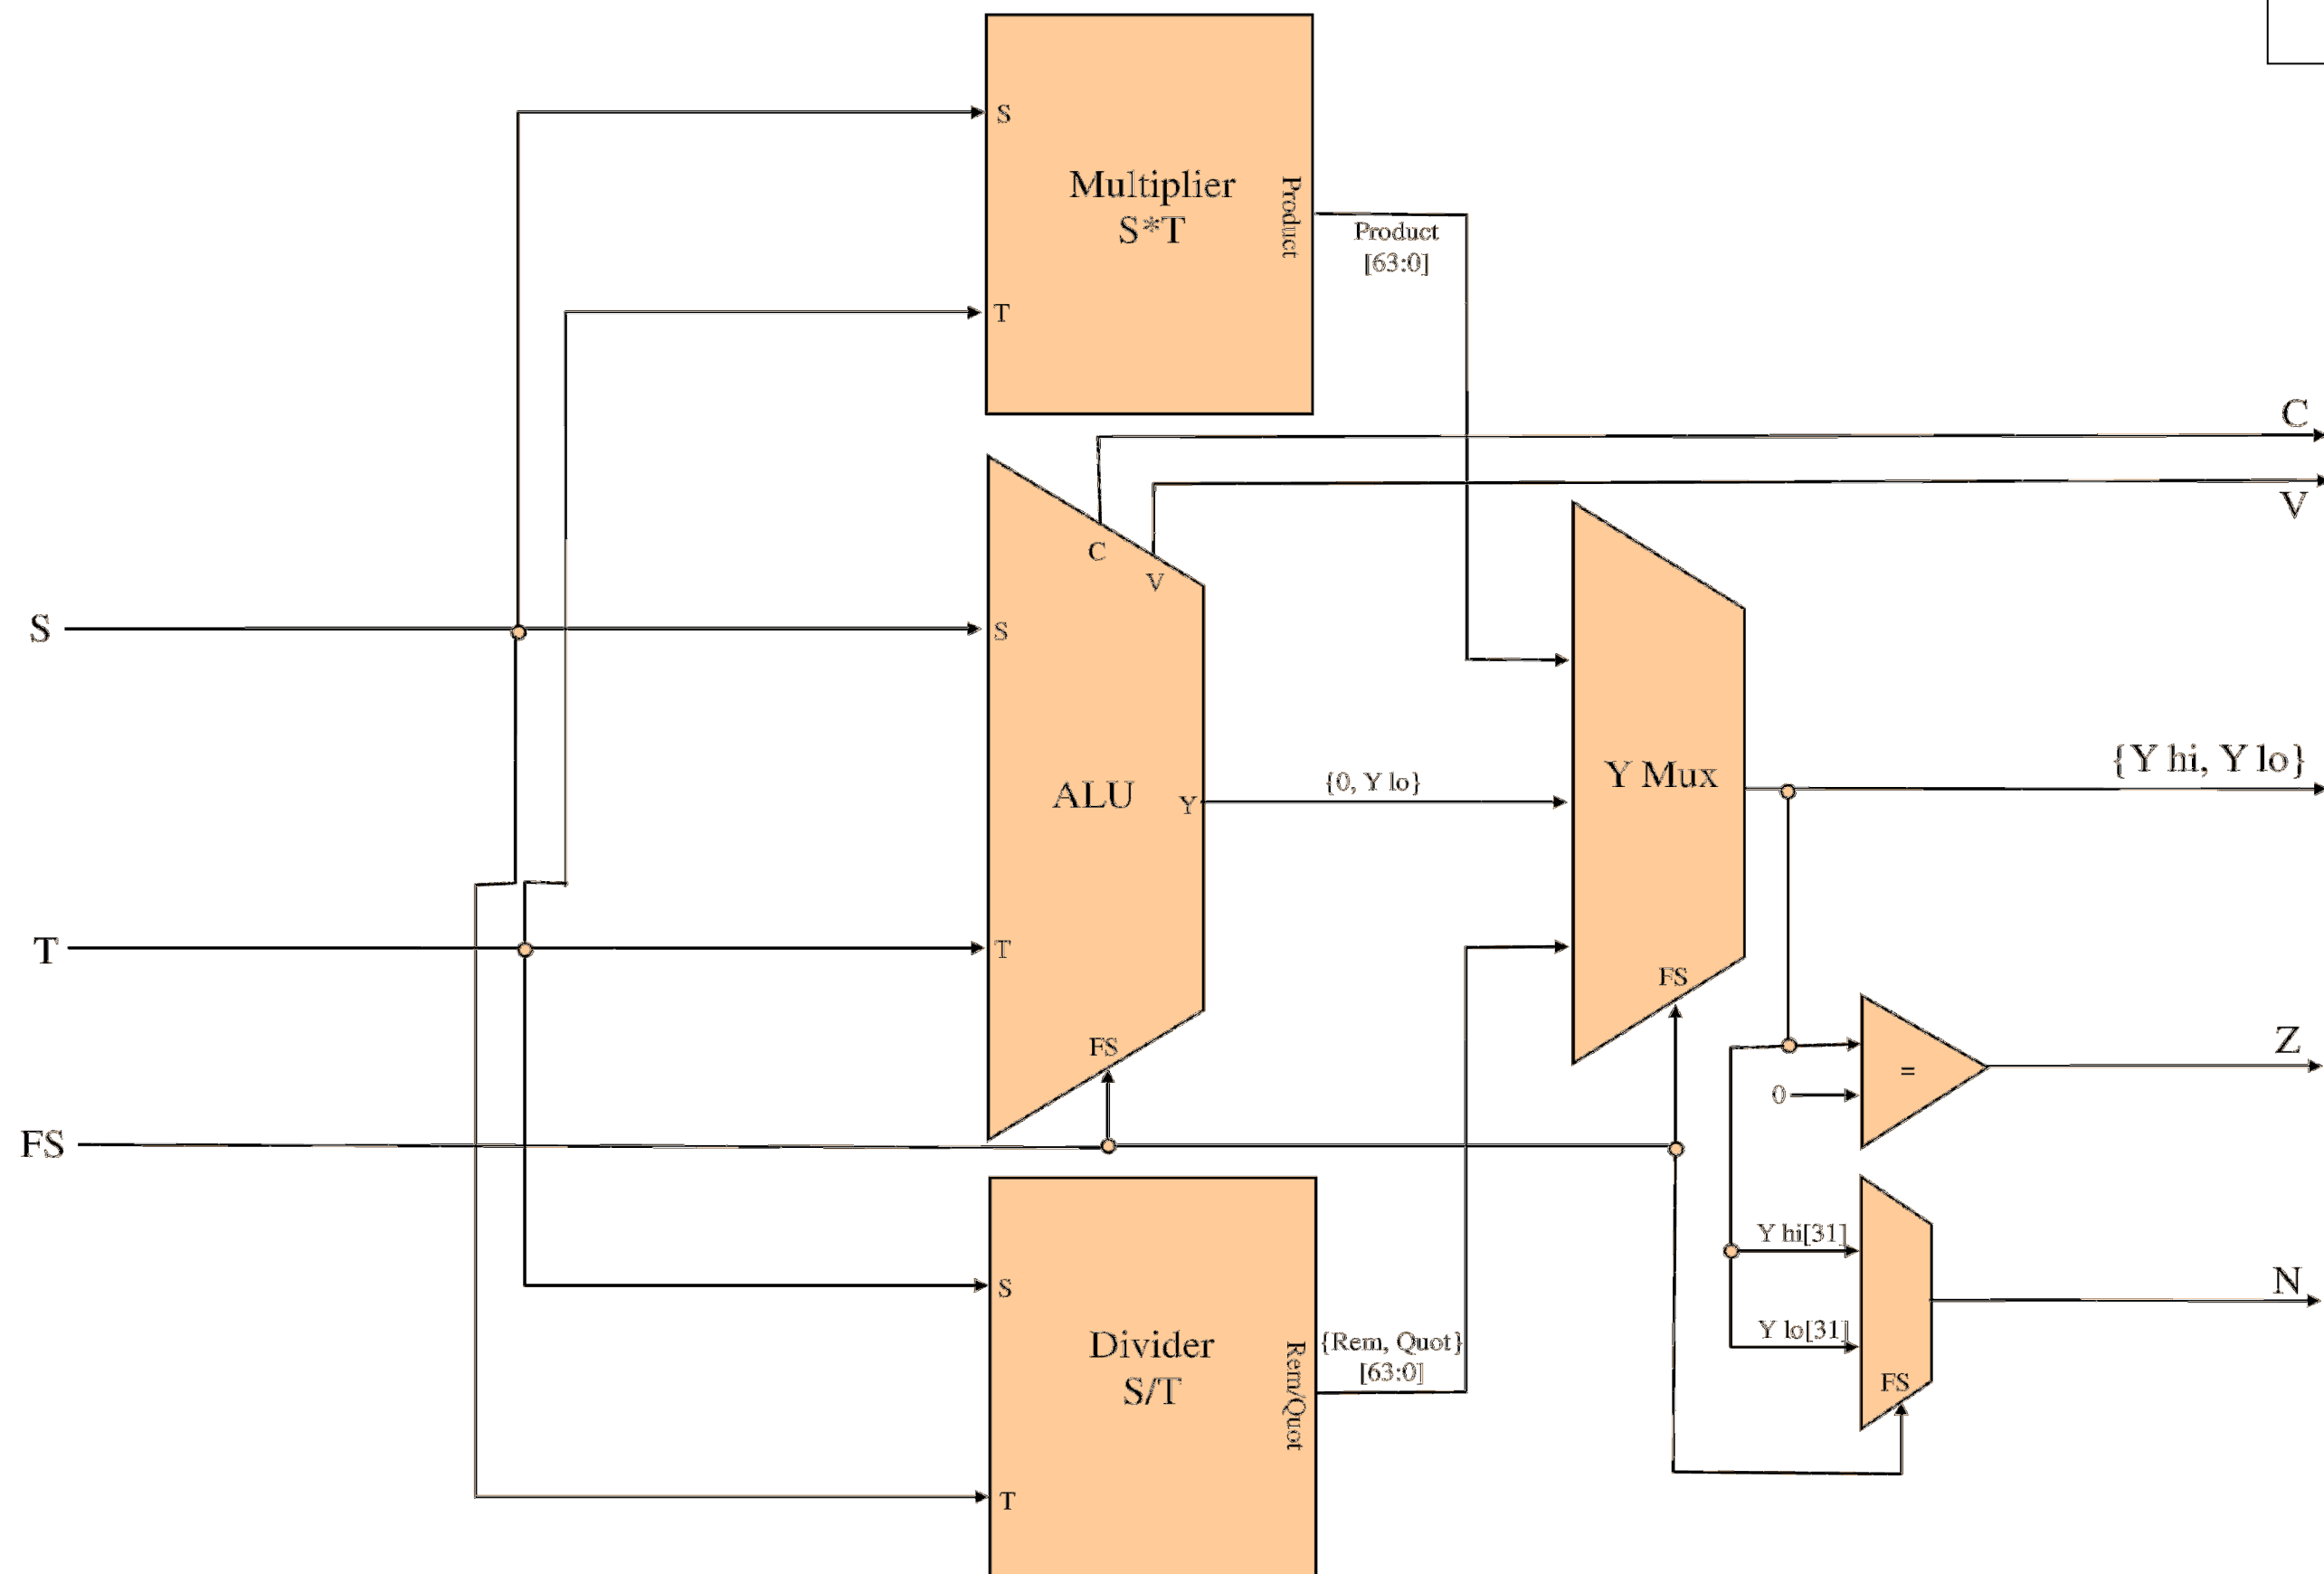 S
Multiplier
S*T
Product
T
Product
[63:0]
C
V
C
V
S
S
ALU
Y
{0, Y lo}
Y Mux
{Y hi, Y lo}
T
T
FS
FS
FS
=
0
Z
Y hi[31]
Y lo[31]
FS
N
S
Divider
S/T
Rem/Quot
T
{Rem, Quot}
[63:0]